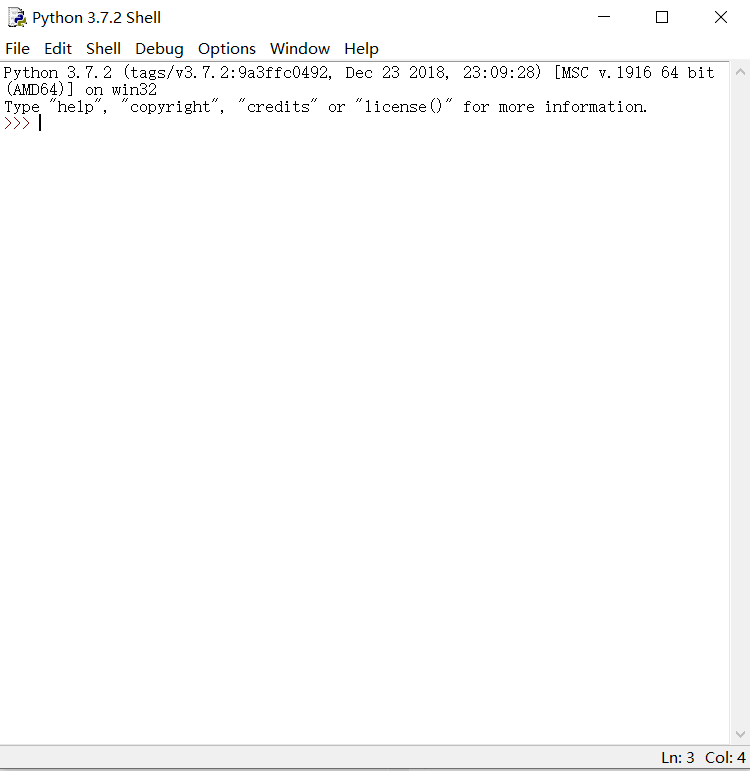 Python 3.7.2 Shell
File Edit Shell Debug Options Window Help
Python 3.7.2 (tags/v3.7.2:9a3ffc0492, Dec 23 2018, 23:09:28) [MSC v.1916 64 bit
(AMD64)] on win32
Type "help", "copyright", "credits" or "license()" for more information.
>>>
Ln: 3 Col: 4